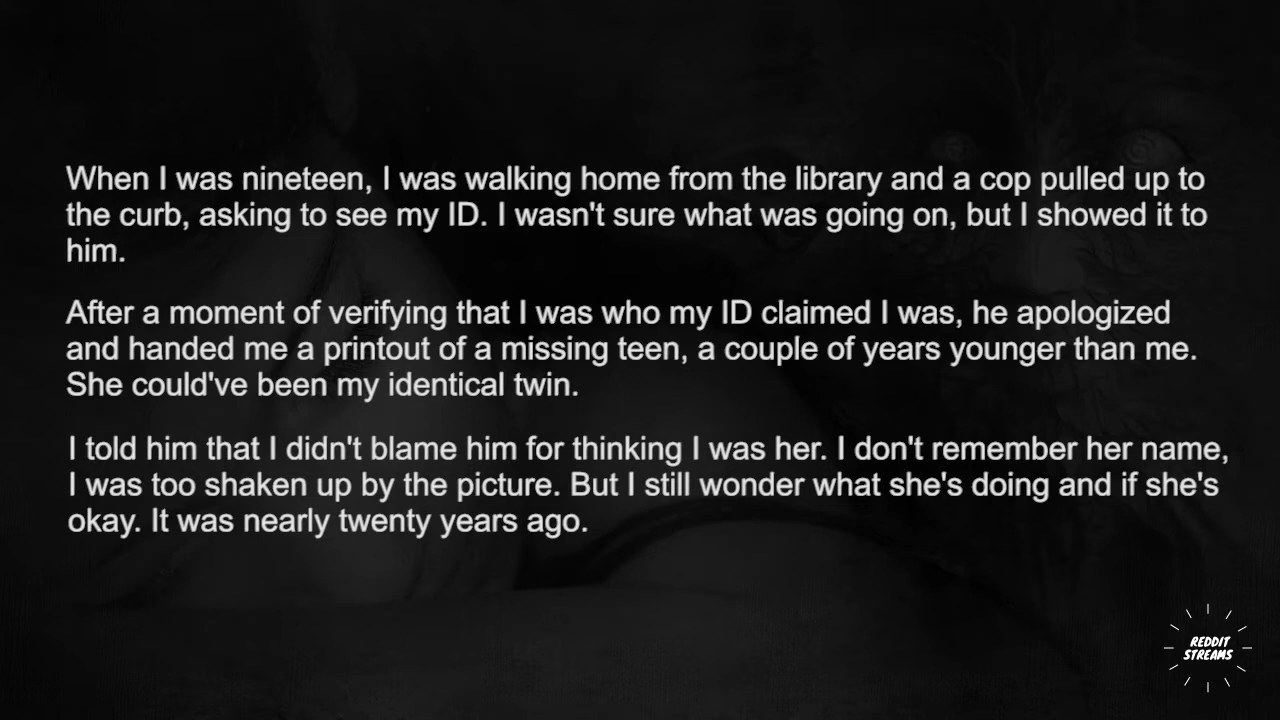 When I was nineteen, I was walking home from the library and a cop pulled up to
the curb, asking to see my ID. I wasn't sure what was going on, but I showed it to
him.
After a moment of verifying that I was who my ID claimed I was, he apologized
and handed me a printout of a missing teen, a couple of years younger than me.
She could've been my identical twin.
I told him that I didn't blame him for thinking I was her. I don't remember her name,
I was too shaken up by the picture. But I still wonder what she's doing and if she's
okay. It was nearly twenty years ago.
REDDIT
STREAMS